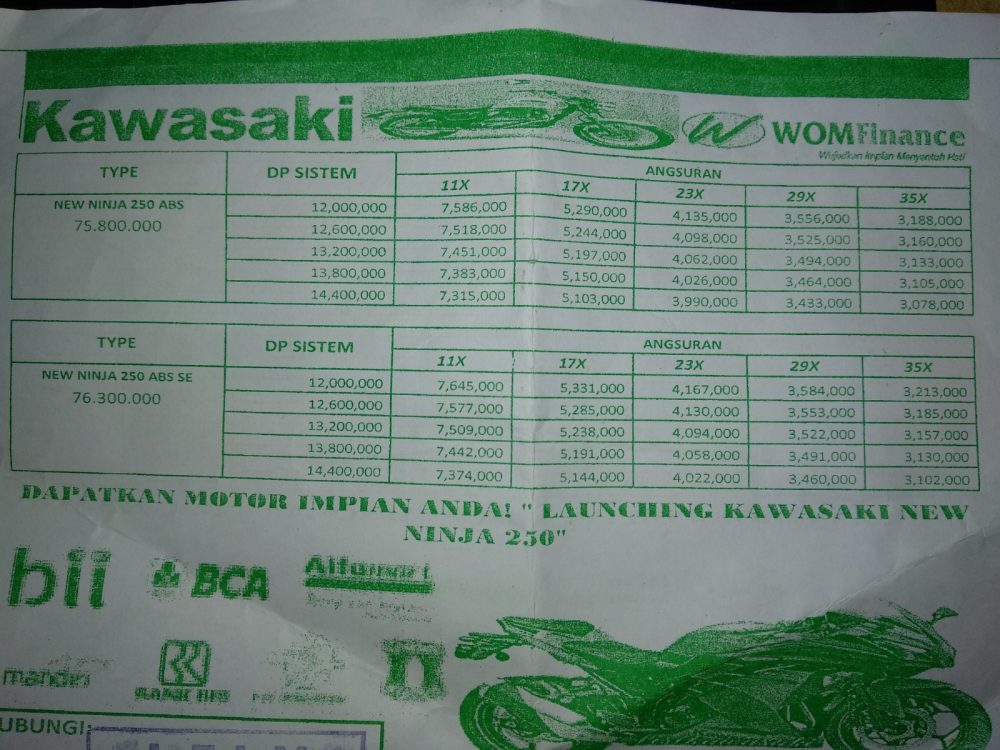 Kawasaki
WOMFinance
Wujudkan Impian Menyentuh Hati
TYPE DP SISTEM ANGSURAN
11X 17X 23X 29X 35X
NEW NINJA 250 ABS 12,000,000 7,586,000 5,290,000 4,135,000 3,556,000 3,188,000
75.800.000 12,600,000 7,518,000 5,244,000 4,098,000 3,525,000 3,160,000
13,200,000 7,451,000 5,197,000 4,062,000 3,494,000 3,133,000
13,800,000 7,383,000 5,150,000 4,026,000 3,464,000 3,105,000
14,400,000 7,315,000 5,103,000 3,990,000 3,433,000 3,078,000
TYPE DP SISTEM ANGSURAN
11X 17X 23X 29X 35X
NEW NINJA 250 ABS SE 12,000,000 7,645,000 5,331,000 4,167,000 3,584,000 3,213,000
76.300.000 12,600,000 7,577,000 5,285,000 4,130,000 3,553,000 3,185,000
13,200,000 7,509,000 5,238,000 4,094,000 3,522,000 3,157,000
13,800,000 7,442,000 5,191,000 4,058,000 3,491,000 3,130,000
14,400,000 7,374,000 5,144,000 4,022,000 3,460,000 3,102,000
DAPATKAN MOTOR IMPIAN ANDA! " LAUNCHING KAWASAKI NEW
NINJA 250"
bii BCA Alfamart
mandiri BANK BRI
UBUNGI: